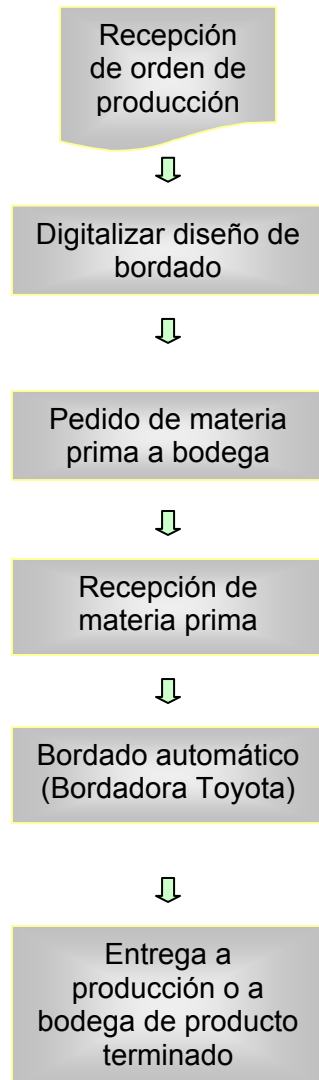 Recepción
de orden de
producción
Digitalizar diseño de
bordado
Pedido de materia
prima a bodega
Recepción de
materia prima
Bordado automático
(Bordadora Toyota)
Entrega a
producción o a
bodega de producto
terminado